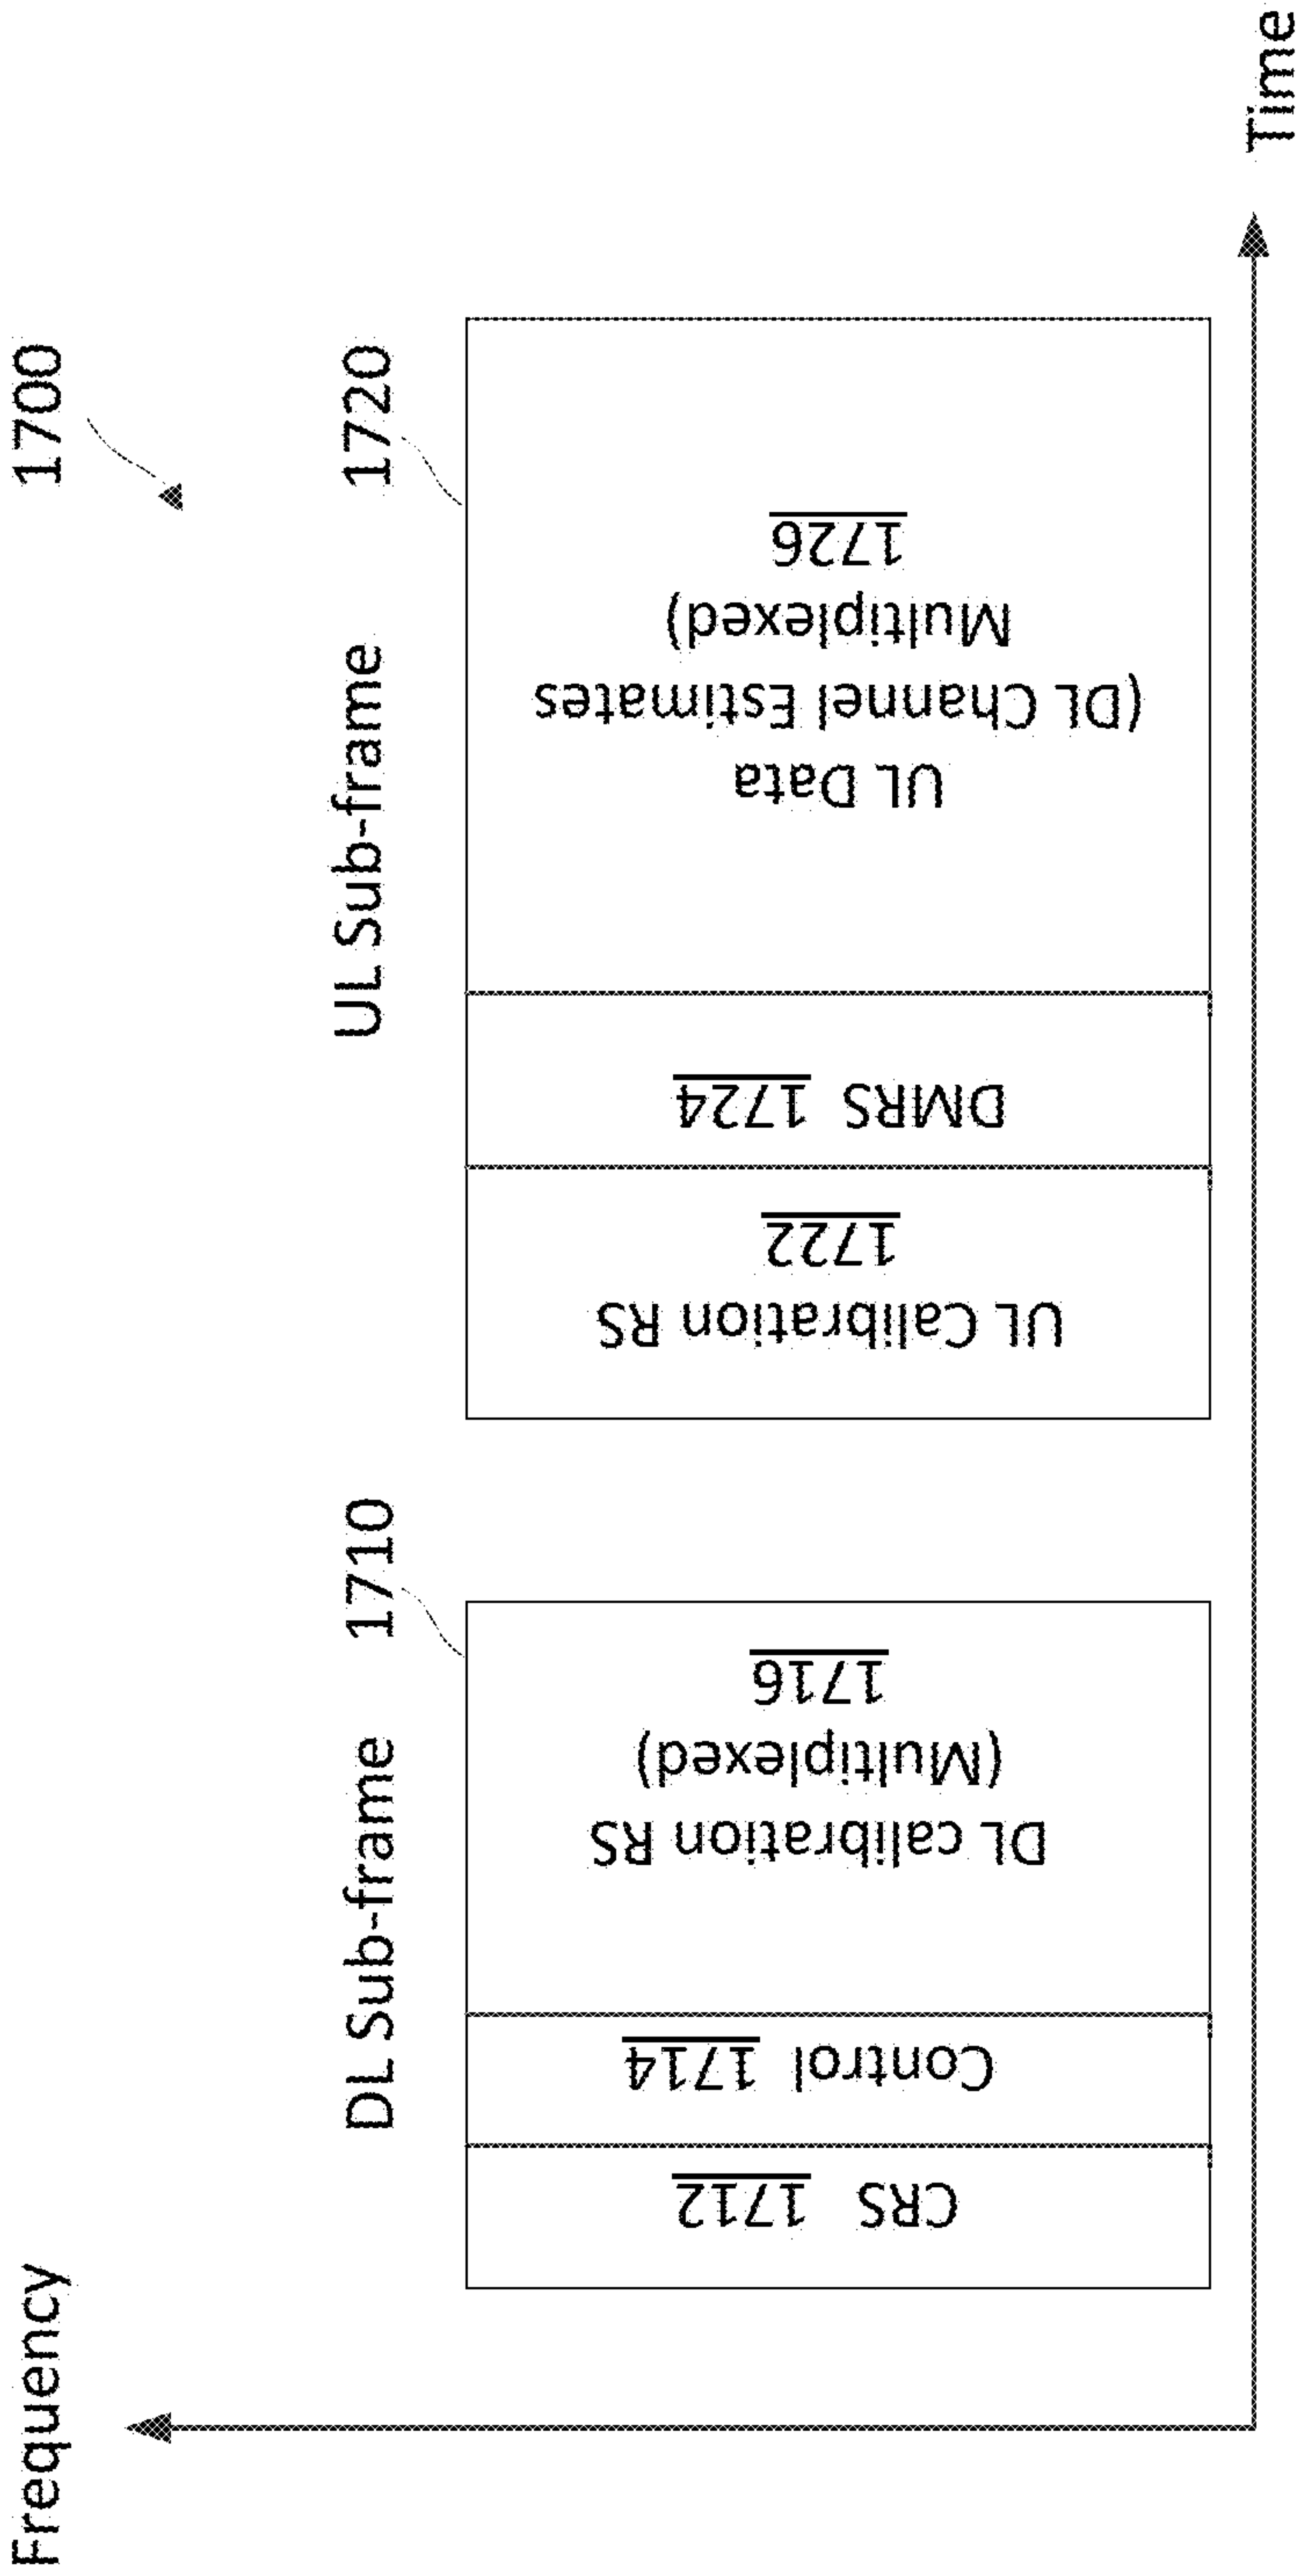 Frequency
1700
DL Sub-frame
1710
CRS 1712
Control 1714
DL calibration RS
(Multiplexed)
1716
UL Sub-frame
1720
UL Calibration RS
1722
DMRS 1724
UL Data
(DL Channel Estimates
Multiplexed)
1726
Time